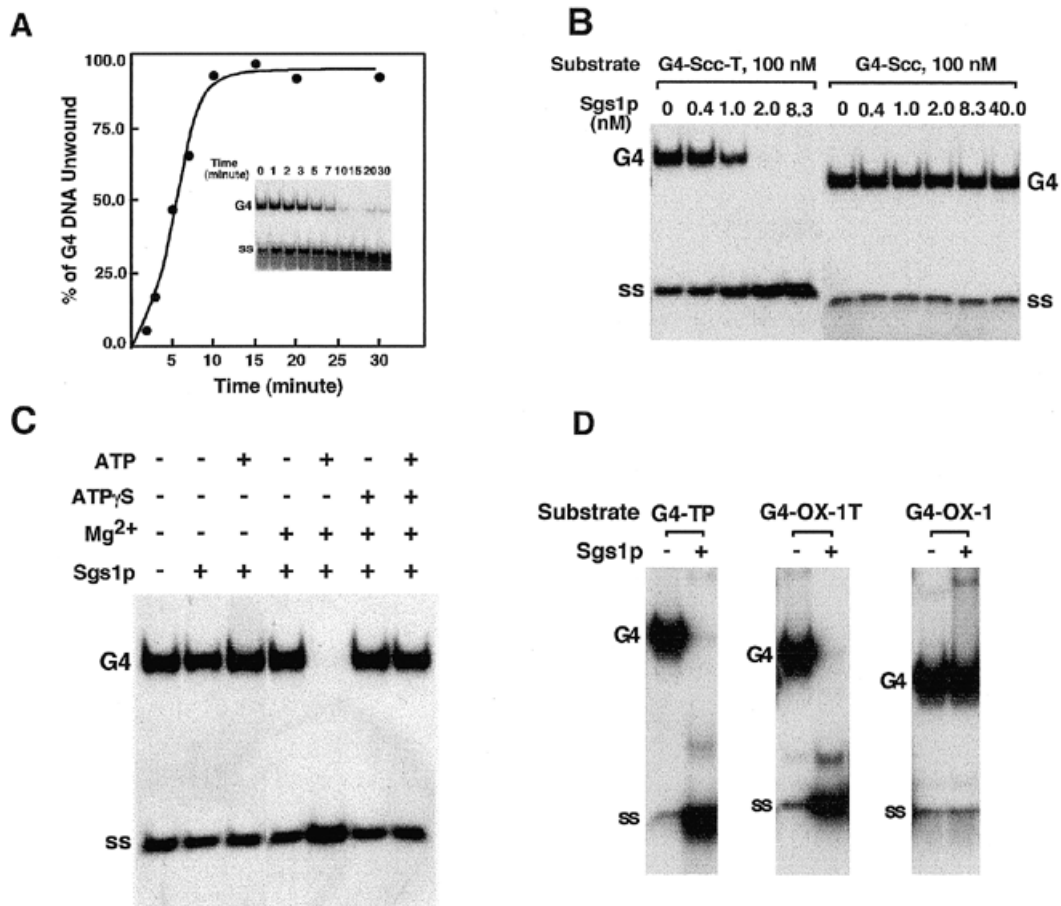 A
100.0
75.0
50.0
25.0
0.0
% of G4 DNA Unwound
5 10 15 20 25 30
Time (minute)
Time
(minute)
0 1 2 3 5 7 10 15 20 30
G4
ss
B
Substrate G4-Scc-T, 100 nM G4-Scc, 100 nM
Sgs1p 0 0.4 1.0 2.0 8.3 0 0.4 1.0 2.0 8.3 40.0
(nM)
G4 G4
ss ss
C
ATP - - + - + - +
ATPγS - - - - - + +
Mg2+ - - - + + + +
Sgs1p - + + + + + +
G4
ss
D
Substrate G4-TP G4-OX-1T G4-OX-1
Sgs1p - + - + - +
G4 G4 G4
ss ss ss